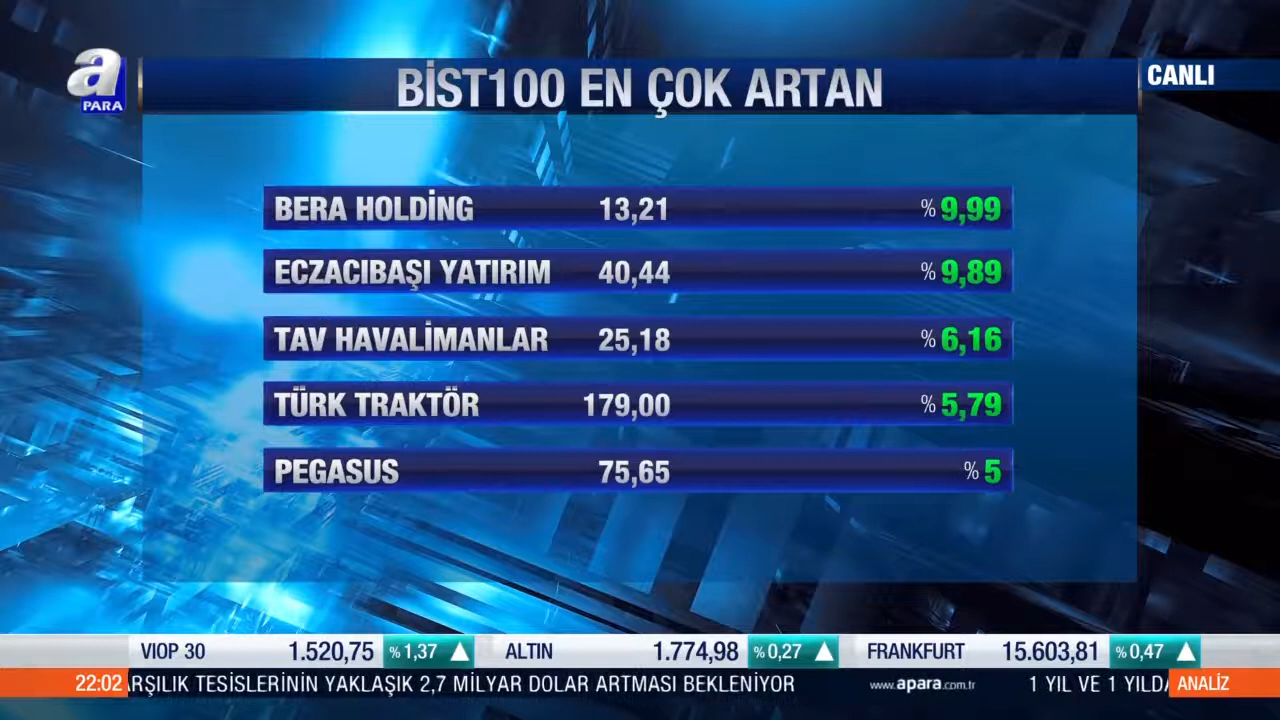 a
PARA
BİST100 EN ÇOK ARTAN
CANLI
BERA HOLDİNG 13,21 % 9,99
ECZACIBAŞI YATIRIM 40,44 % 9,89
TAV HAVALİMANLAR 25,18 % 6,16
TÜRK TRAKTÖR 179,00 % 5,79
PEGASUS 75,65 % 5
VIOP 30 1.520,75 % 1,37 ALTIN 1.774,98 % 0,27 FRANKFURT 15.603,81 % 0,47
22:02 ARŞILIK TESİSLERİNİN YAKLAŞIK 2,7 MİLYAR DOLAR ARTMASI BEKLENİYOR www.apara.com.tr 1 YIL VE 1 YILDA ANALİZ